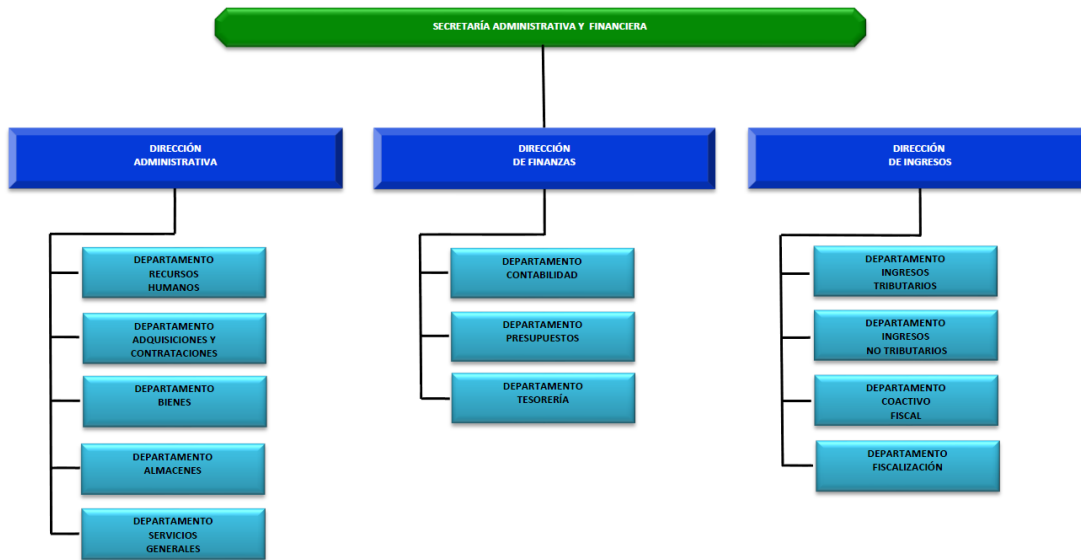 SECRETARÍA ADMINISTRATIVA Y FINANCIERA
DIRECCIÓN
ADMINISTRATIVA
DIRECCIÓN
DE FINANZAS
DIRECCIÓN
DE INGRESOS
DEPARTAMENTO
RECURSOS
HUMANOS
DEPARTAMENTO
ADQUISICIONES Y
CONTRATACIONES
DEPARTAMENTO
BIENES
DEPARTAMENTO
ALMACENES
DEPARTAMENTO
SERVICIOS
GENERALES
DEPARTAMENTO
CONTABILIDAD
DEPARTAMENTO
PRESUPUESTOS
DEPARTAMENTO
TESORERÍA
DEPARTAMENTO
INGRESOS
TRIBUTARIOS
DEPARTAMENTO
INGRESOS
NO TRIBUTARIOS
DEPARTAMENTO
COACTIVO
FISCAL
DEPARTAMENTO
FISCALIZACIÓN